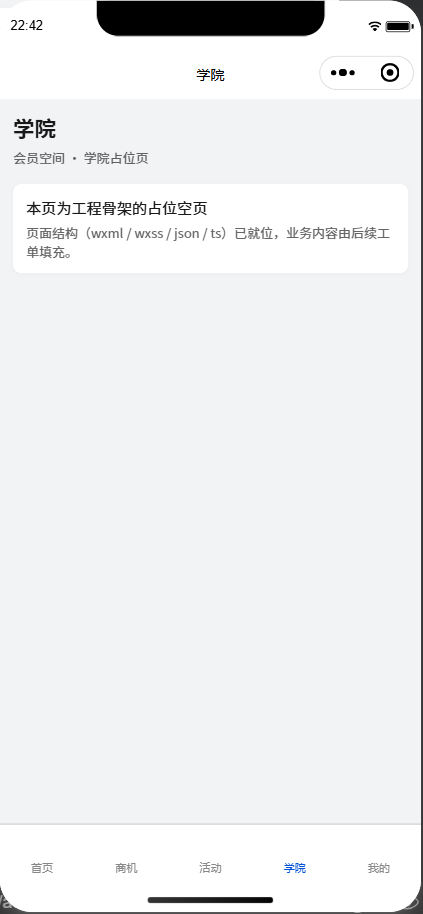 22:42
学院
学院
会员空间 · 学院占位页
本页为工程骨架的占位空页
页面结构（wxml / wxss / json / ts）已就位，业务内容由后续工
单填充。
首页 商机 活动 学院 我的